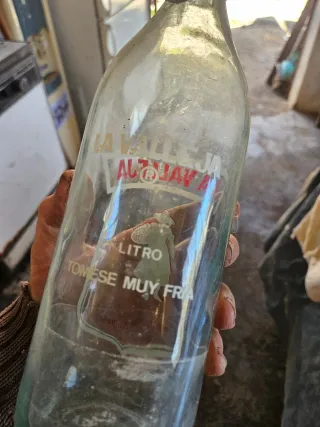 LA VALLEJA
®
LITRO
TOMESE MUY FRIA